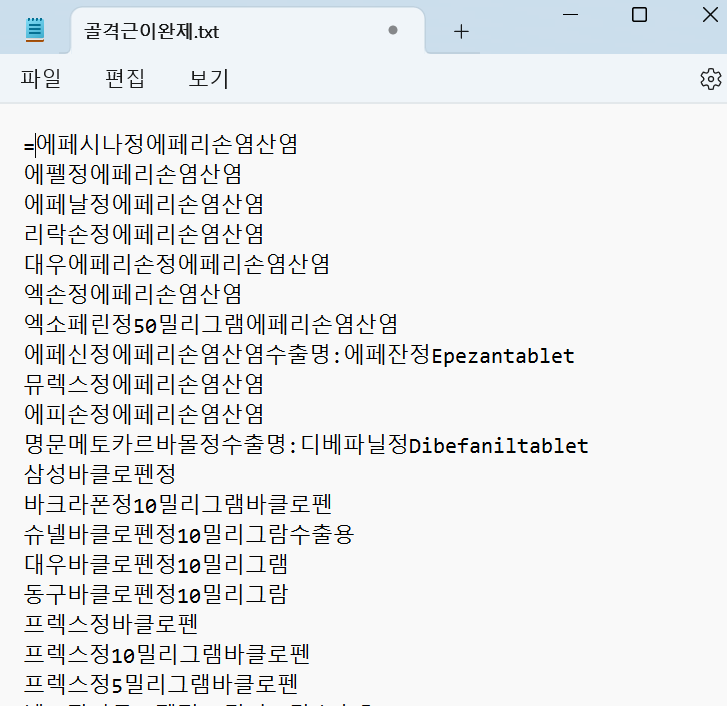 골격근이완제.txt
파일 편집 보기
=에페시나정에페리손염산염
에펠정에페리손염산염
에페날정에페리손염산염
리락손정에페리손염산염
대우에페리손정에페리손염산염
엑손정에페리손염산염
엑소페린정50밀리그램에페리손염산염
에페신정에페리손염산염수출명:에페잔정Epezantablet
뮤렉스정에페리손염산염
에피손정에페리손염산염
명문메토카르바몰정수출명:디베파닐정Dibefaniltablet
삼성바클로펜정
바크라폰정10밀리그램바클로펜
슈넬바클로펜정10밀리그람수출용
대우바클로펜정10밀리그램
동구바클로펜정10밀리그람
프렉스정바클로펜
프렉스정10밀리그램바클로펜
프렉스정5밀리그램바클로펜